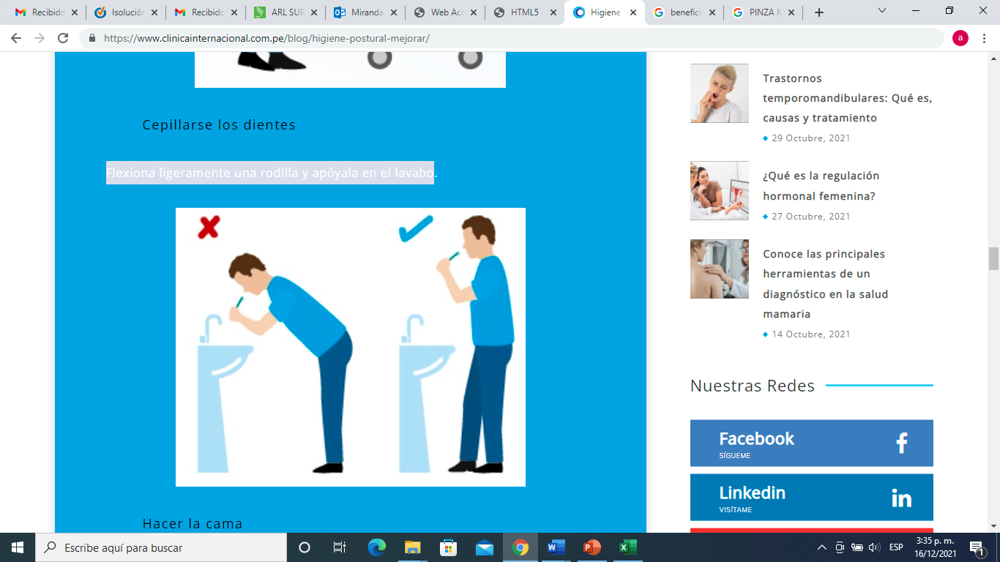 Recibido
Isolución
Recibido
ARL SUR
Miranda
Web Acc
HTML5
Higiene
benefici
PINZA M
https://www.clinicainternacional.com.pe/blog/higiene-postural-mejorar/
a
Cepillarse los dientes
Flexiona ligeramente una rodilla y apóyala en el lavabo.
Hacer la cama
Trastornos
temporomandibulares: Qué es,
causas y tratamiento
29 Octubre, 2021
¿Qué es la regulación
hormonal femenina?
27 Octubre, 2021
Conoce las principales
herramientas de un
diagnóstico en la salud
mamaria
14 Octubre, 2021
Nuestras Redes
Facebook
SÍGUEME
Linkedin
VISÍTAME
Escribe aquí para buscar
ESP
3:35 p. m.
16/12/2021
1